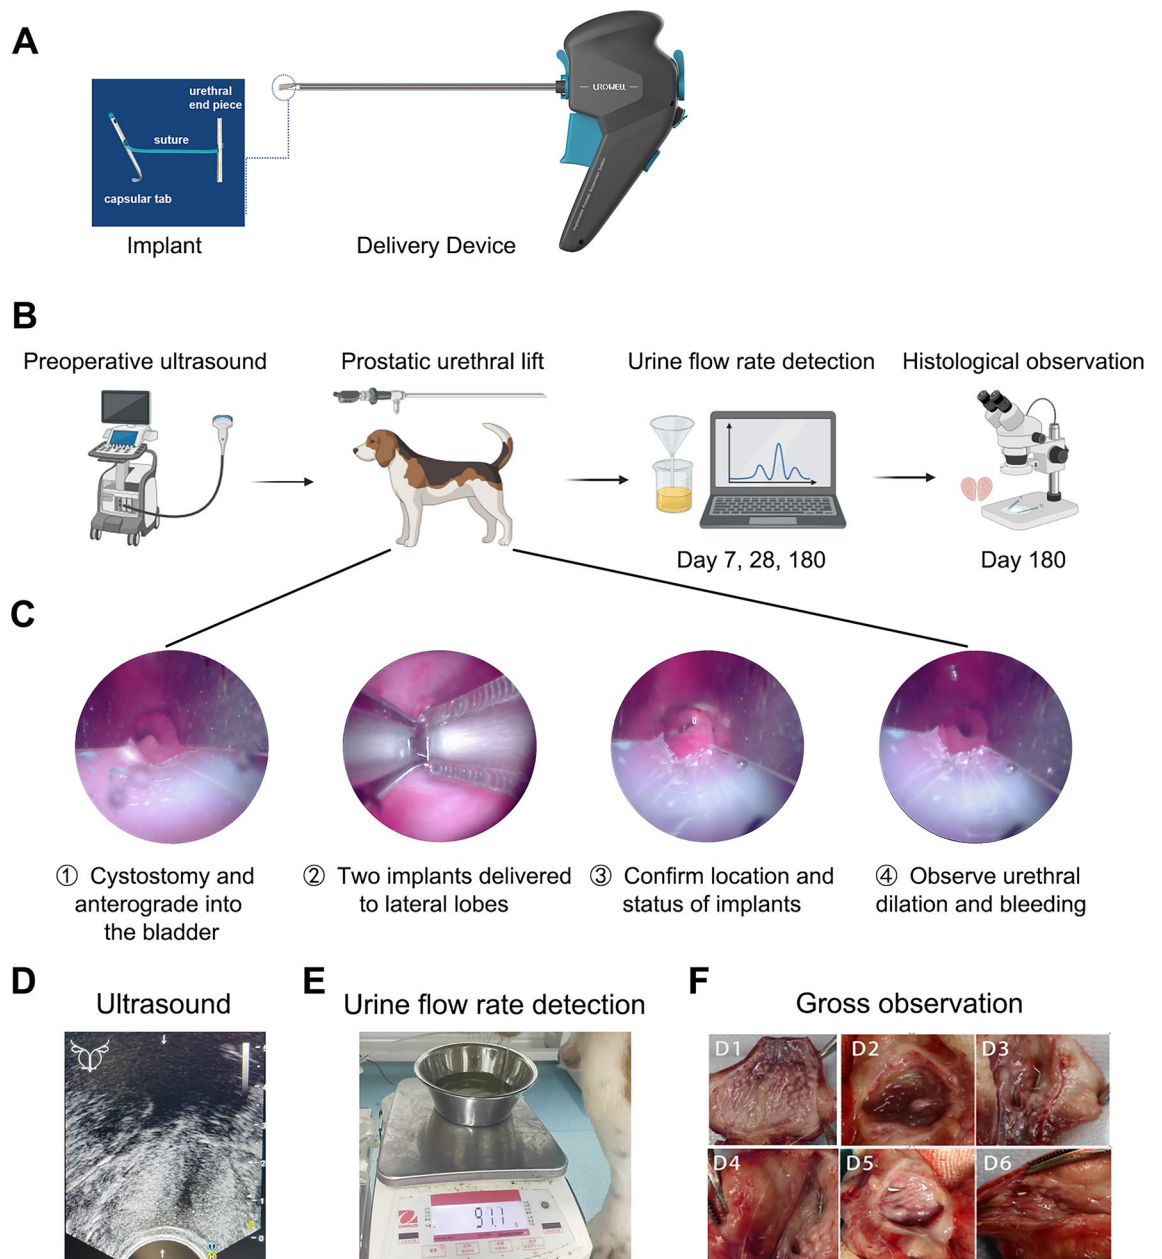 A
urethral
end piece
suture
capsular tab
UROWELL
Implant
Delivery Device
B
Preoperative ultrasound
Prostatic urethral lift
Urine flow rate detection
Histological observation
Day 7, 28, 180
Day 180
C
① Cystostomy and
anterograde into
the bladder
② Two implants delivered
to lateral lobes
③ Confirm location and
status of implants
④ Observe urethral
dilation and bleeding
D
Ultrasound
E
Urine flow rate detection
F
Gross observation
D1
D2
D3
D4
D5
D6
2
1
0
OHAUS